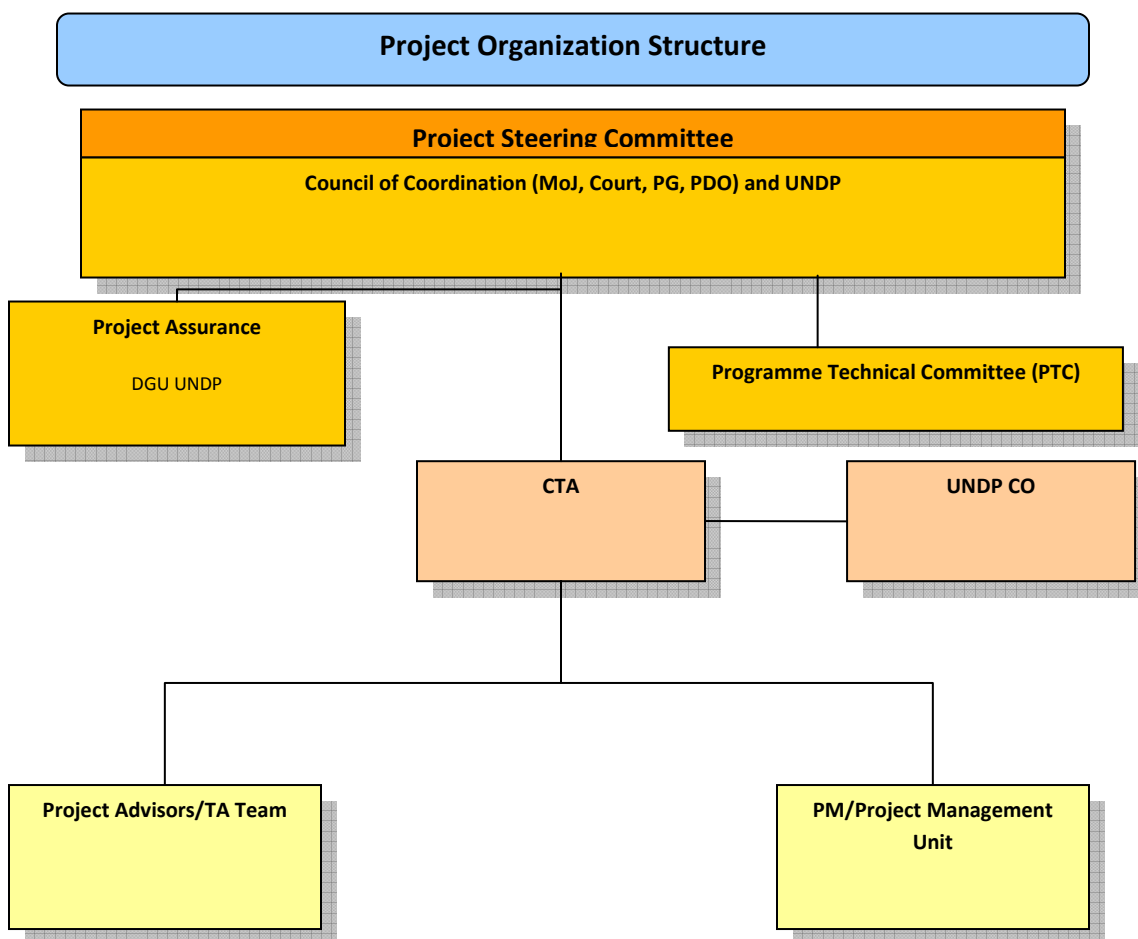 Project Organization Structure
Project Steering Committee
Council of Coordination (MoJ, Court, PG, PDO) and UNDP
Project Assurance
DGU UNDP
Programme Technical Committee (PTC)
CTA
UNDP CO
Project Advisors/TA Team
PM/Project Management
Unit